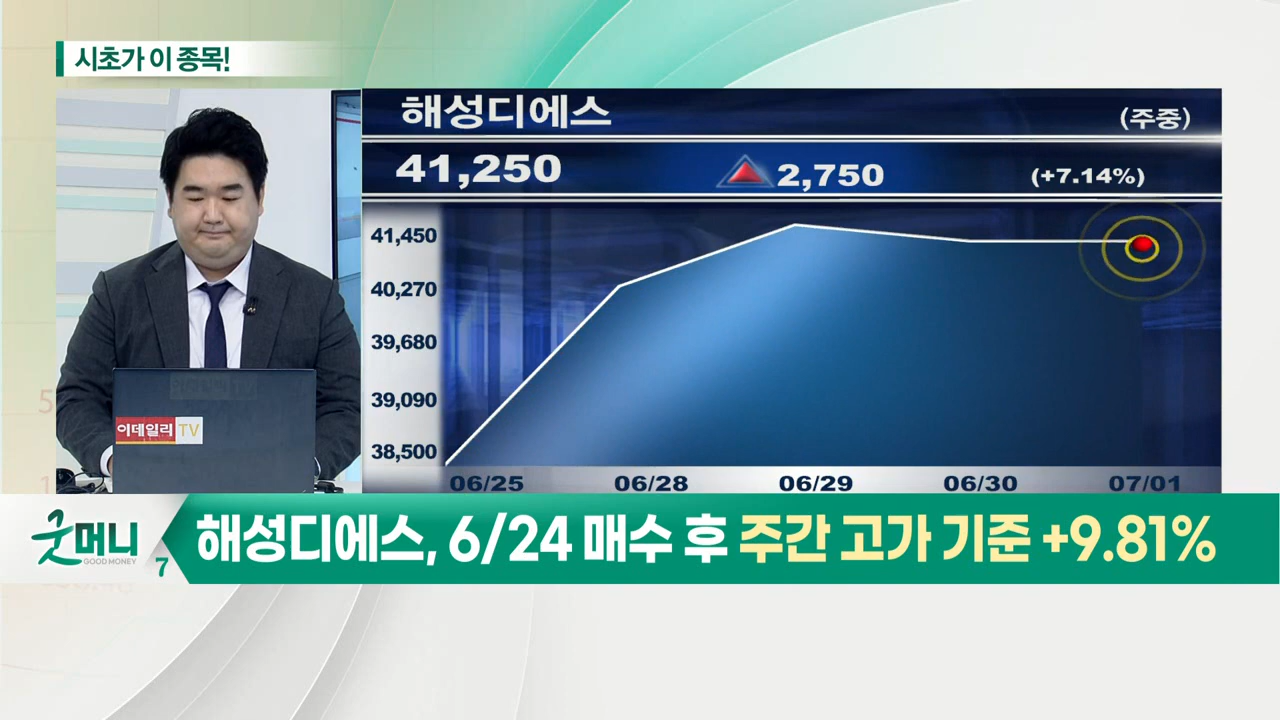 시초가 이 종목!
해성디에스
(주중)
41,250
2,750
(+7.14%)
41,450
40,270
39,680
39,090
38,500
06/25
06/28
06/29
06/30
07/01
이데일리 TV
굿머니
GOOD MONEY
7
해성디에스, 6/24 매수 후 주간 고가 기준 +9.81%